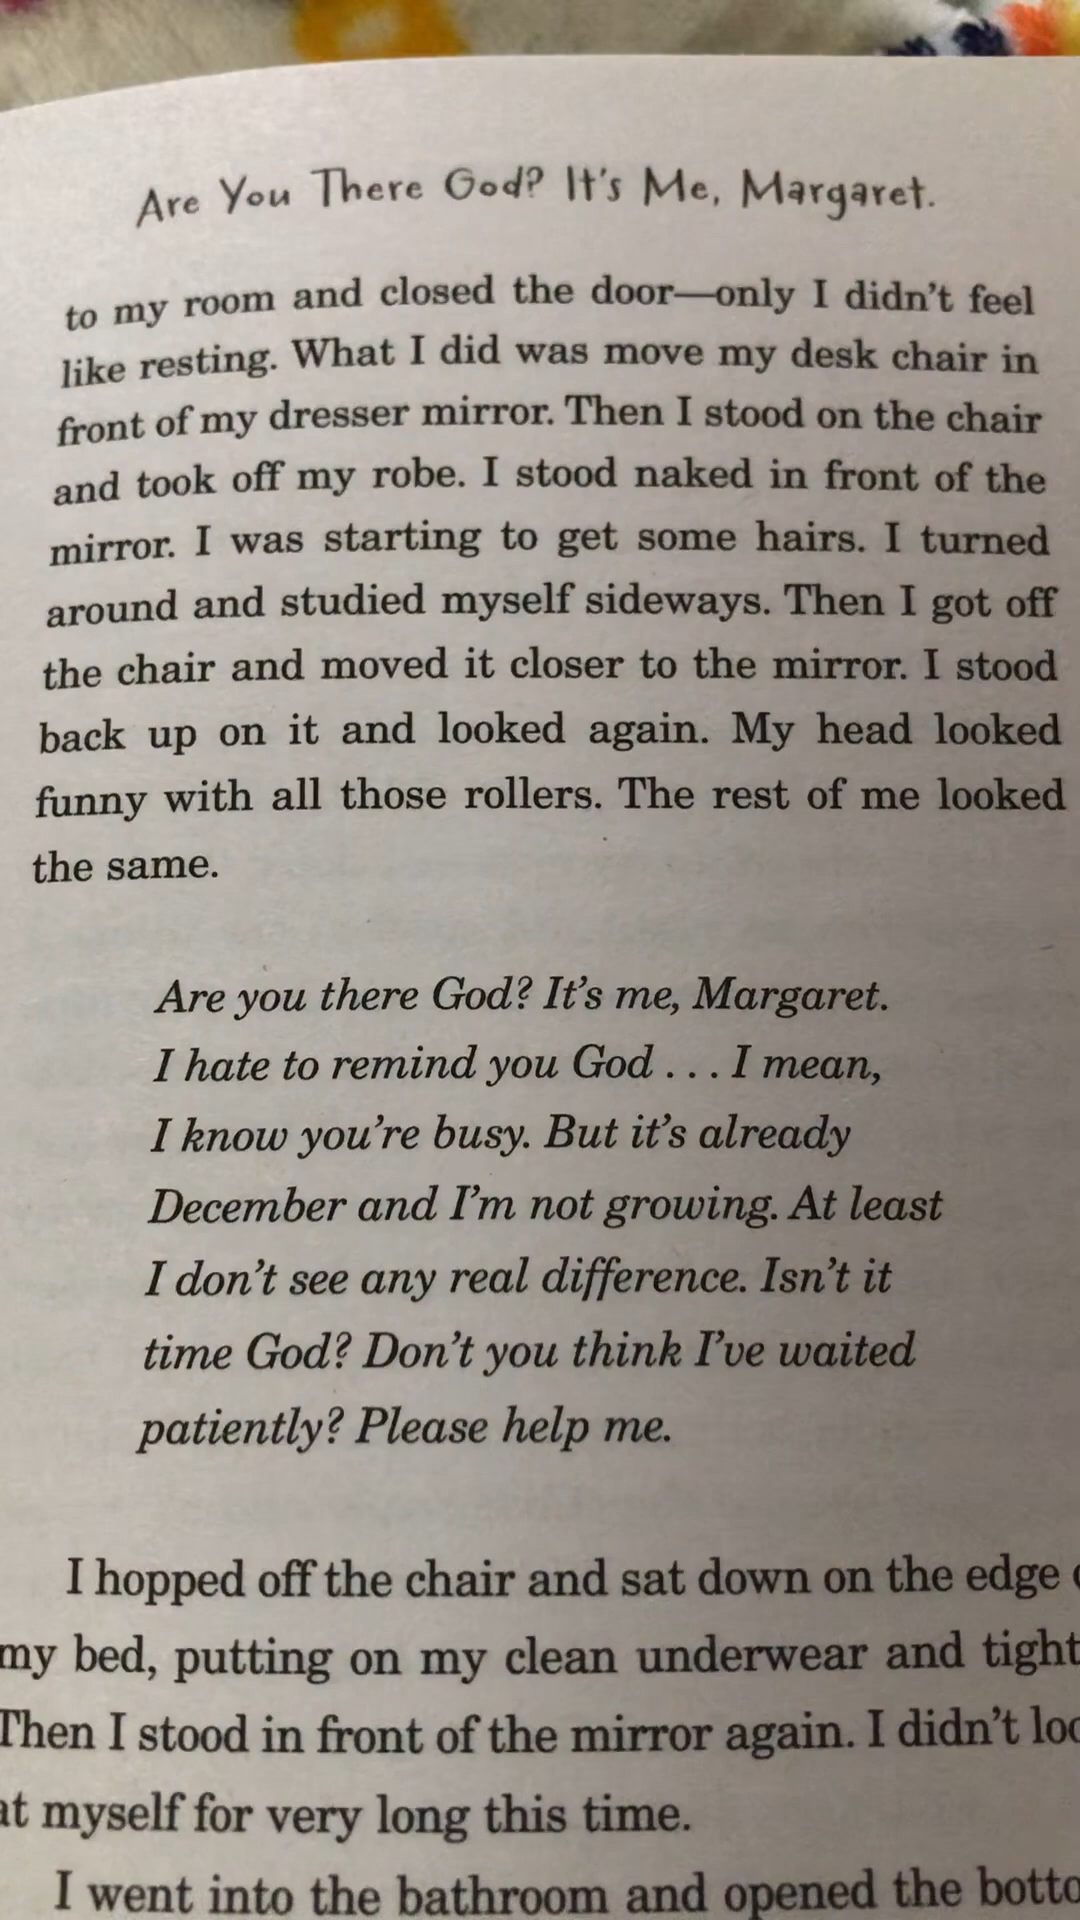 Are You There God? It's Me, Margaret.
to my room and closed the door—only I didn't feel
like resting. What I did was move my desk chair in
front of my dresser mirror. Then I stood on the chair
and took off my robe. I stood naked in front of the
mirror. I was starting to get some hairs. I turned
around and studied myself sideways. Then I got off
the chair and moved it closer to the mirror. I stood
back up on it and looked again. My head looked
funny with all those rollers. The rest of me looked
the same.
Are you there God? It's me, Margaret.
I hate to remind you God . . . I mean,
I know you're busy. But it's already
December and I'm not growing. At least
I don't see any real difference. Isn't it
time God? Don't you think I've waited
patiently? Please help me.
I hopped off the chair and sat down on the edge
my bed, putting on my clean underwear and tight
Then I stood in front of the mirror again. I didn't loo
at myself for very long this time.
I went into the bathroom and opened the botto